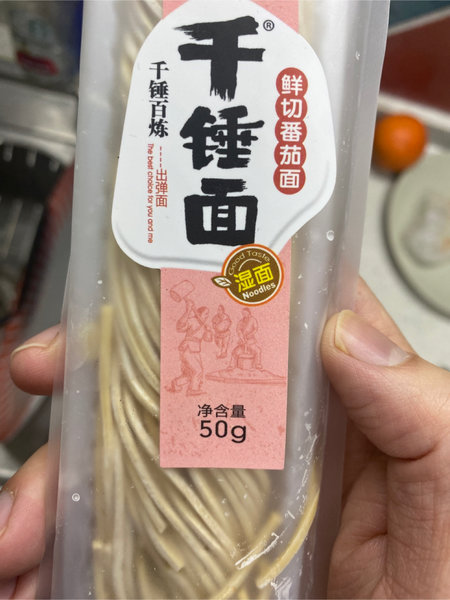 千锤面®
鲜切番茄面
千锤百炼
出弹面
The best choice for you and me
Good Taste
湿面
Noodles
净含量
50g